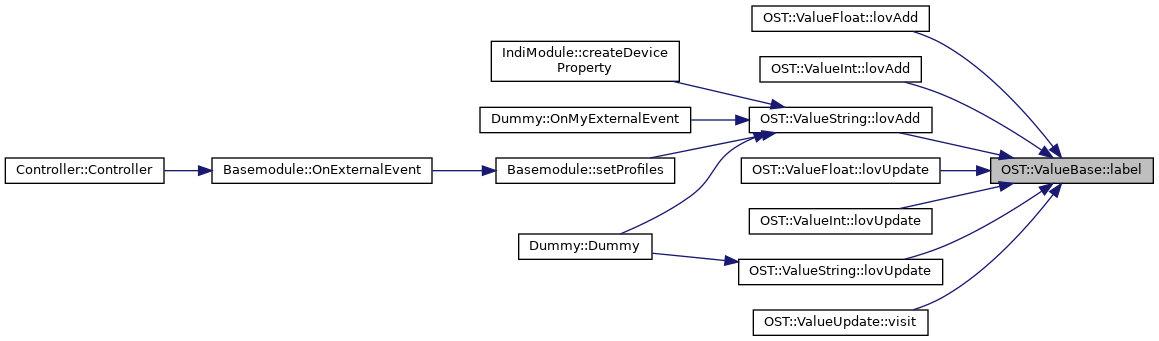 OST::ValueFloat::lovAdd
IndiModule::createDevice
Property
OST::ValueInt::lovAdd
Dummy::OnMyExternalEvent
OST::ValueString::lovAdd
Controller::Controller
Basemodule::OnExternalEvent
Basemodule::setProfiles
OST::ValueFloat::lovUpdate
OST::ValueBase::label
OST::ValueInt::lovUpdate
Dummy::Dummy
OST::ValueString::lovUpdate
OST::ValueUpdate::visit